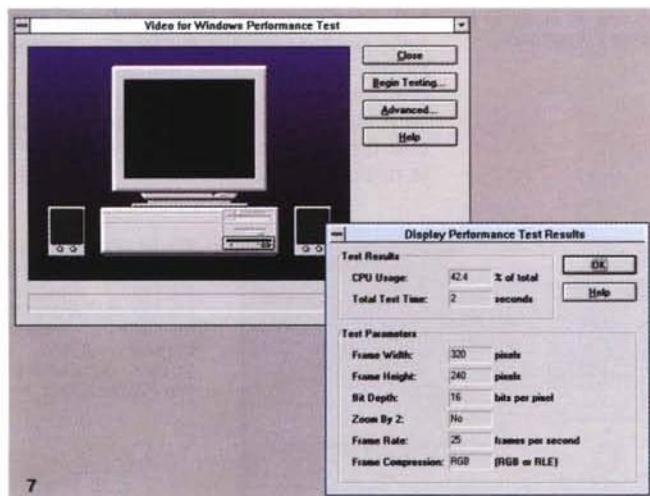 Video for Windows Performance Test
Close
Begin Testing...
Advanced...
Help
Display Performance Test Results
Test Results
CPU Usage: 42.4 % of total
Total Test Time: 2 seconds
OK
Help
Test Parameters
Frame Width: 320 pixels
Frame Height: 240 pixels
Bit Depth: 16 bits per pixel
Zoom By 2: No
Frame Rate: 25 frames per second
Frame Compression: RGB (RGB or RLE)
7